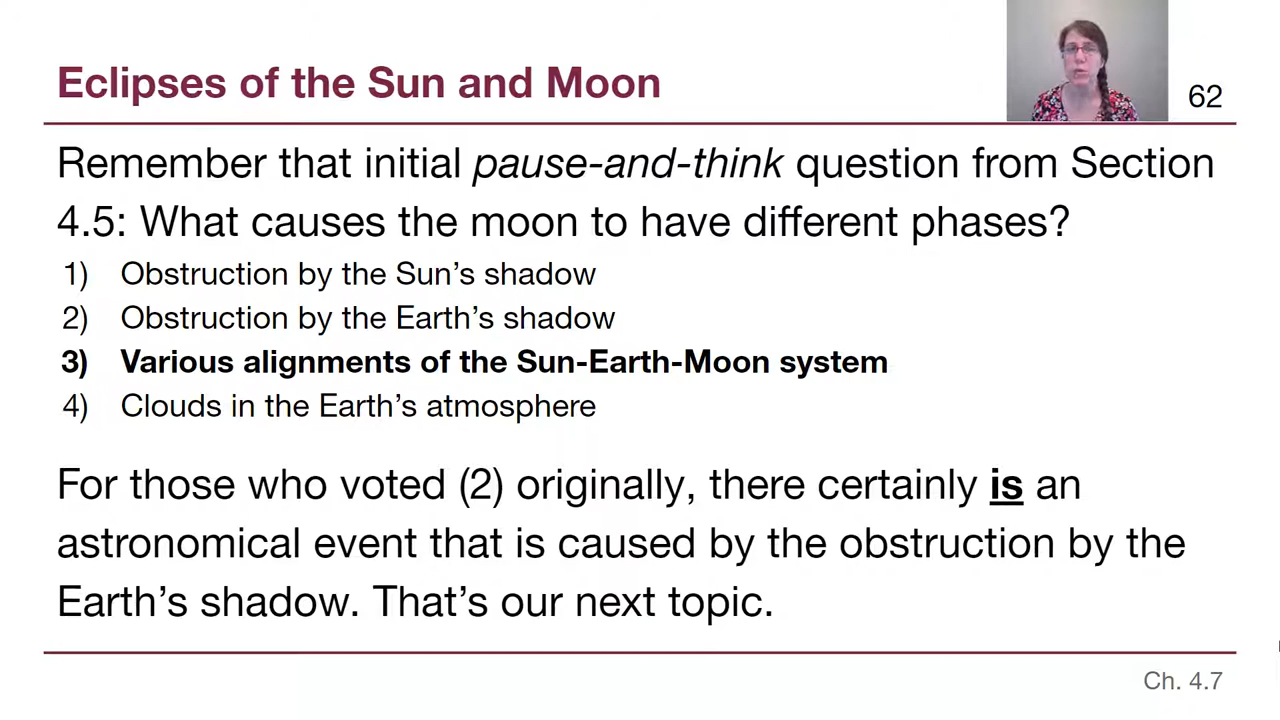 Eclipses of the Sun and Moon
62
Remember that initial pause-and-think question from Section
4.5: What causes the moon to have different phases?
1) Obstruction by the Sun’s shadow
2) Obstruction by the Earth’s shadow
3) Various alignments of the Sun-Earth-Moon system
4) Clouds in the Earth’s atmosphere
For those who voted (2) originally, there certainly is an
astronomical event that is caused by the obstruction by the
Earth’s shadow. That’s our next topic.
Ch. 4.7